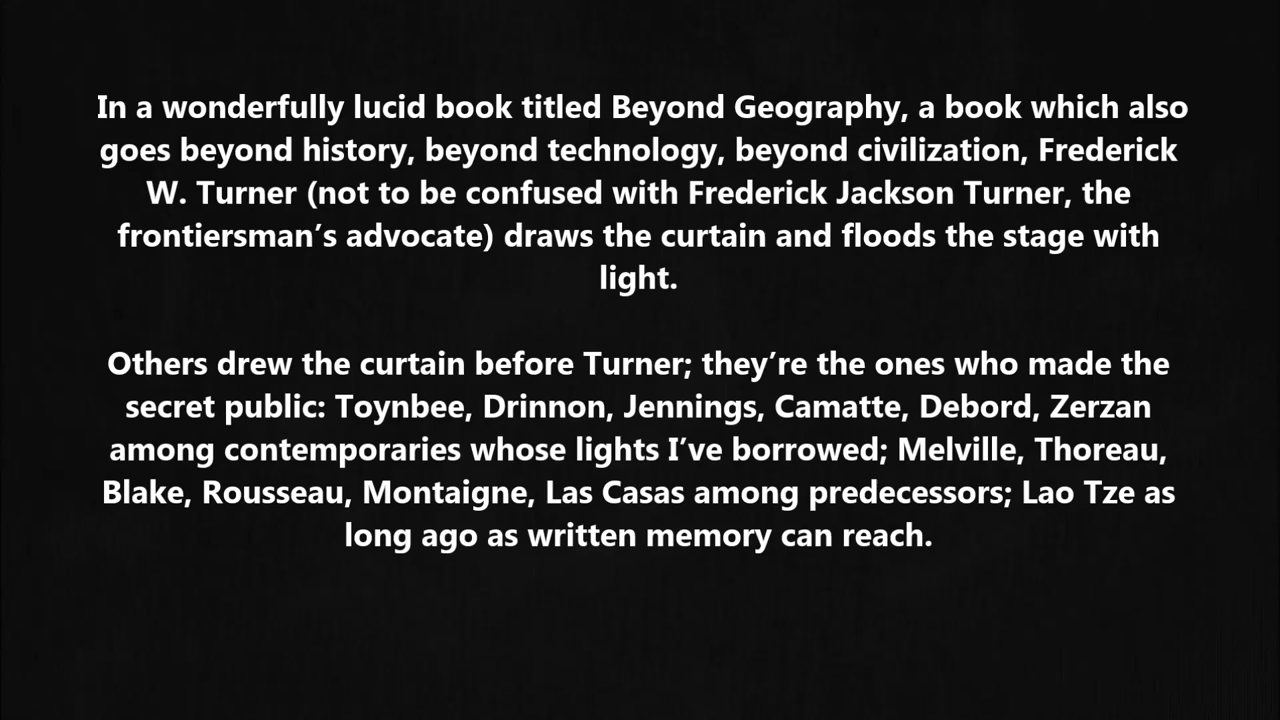 In a wonderfully lucid book titled Beyond Geography, a book which also
goes beyond history, beyond technology, beyond civilization, Frederick
W. Turner (not to be confused with Frederick Jackson Turner, the
frontiersman’s advocate) draws the curtain and floods the stage with
light.
Others drew the curtain before Turner; they’re the ones who made the
secret public: Toynbee, Drinnon, Jennings, Camatte, Debord, Zerzan
among contemporaries whose lights I’ve borrowed; Melville, Thoreau,
Blake, Rousseau, Montaigne, Las Casas among predecessors; Lao Tze as
long ago as written memory can reach.